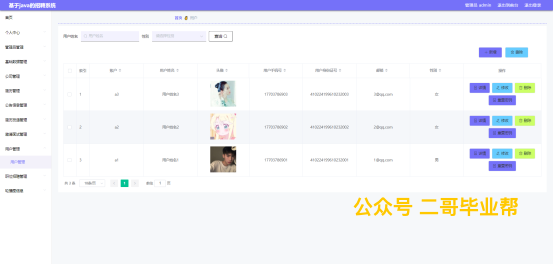 基于java的招聘系统
管理员 admin 退出到前台 退出登录
首页
首页 用户
个人中心
管理员管理
基础数据管理
公司管理
简历管理
公告信息管理
简历投递管理
邀请面试管理
用户管理
用户管理
职位招聘管理
轮播图信息
用户姓名 用户姓名 性别 查询
新增 删除
索引 账户 用户姓名 头像 用户手机号 用户身份证号 邮箱 性别 操作
1 a3 用户姓名3 17703786903 410224199610232003 3@qq.com 女 详情 修改 删除
重置密码
2 a2 用户姓名2 17703786902 410224199610232002 2@qq.com 女 详情 修改 删除
重置密码
3 a1 用户姓名1 17703786901 410224199610232001 1@qq.com 男 详情 修改 删除
重置密码
共 3 条 10条/页 1 前往 1 页
公众号 二哥毕业帮